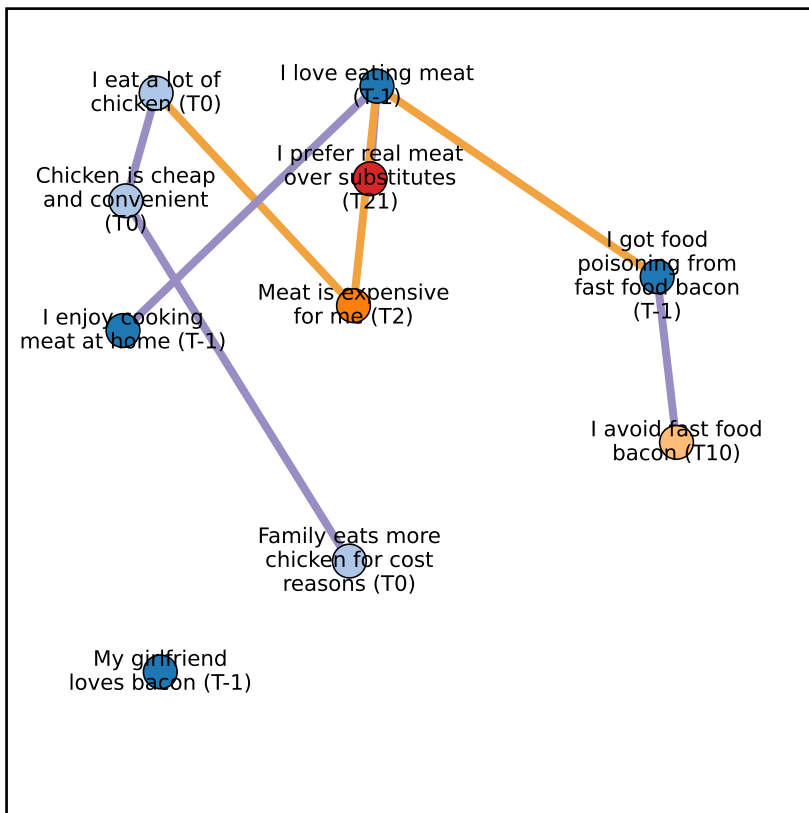 I eat a lot of
chicken (T0)
I love eating meat
(T-1)
I prefer real meat
over substitutes
(T21)
Chicken is cheap
and convenient
(T0)
I got food
poisoning from
fast food bacon
(T-1)
Meat is expensive
for me (T2)
I enjoy cooking
meat at home (T-1)
I avoid fast food
bacon (T10)
Family eats more
chicken for cost
reasons (T0)
My girlfriend
loves bacon (T-1)